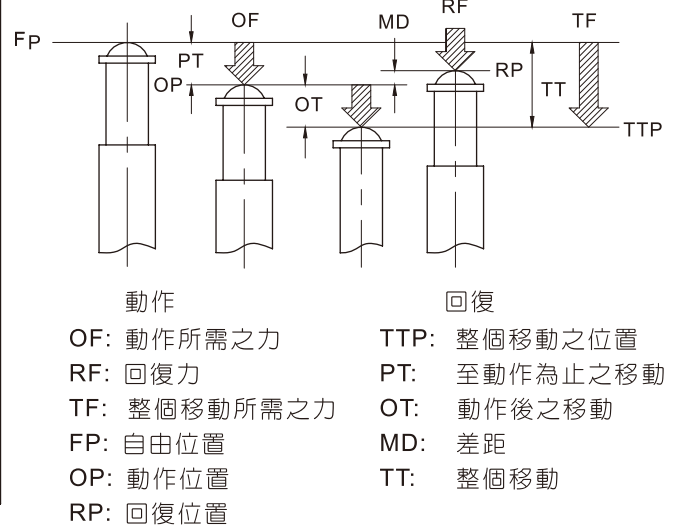 OF
MD
RF
TF
FP
PT
OP
RP
OT
TT
TTP
動作
回復
OF: 動作所需之力
TTP: 整個移動之位置
RF: 回復力
PT: 至動作為止之移動
TF: 整個移動所需之力
OT: 動作後之移動
FP: 自由位置
MD: 差距
OP: 動作位置
TT: 整個移動
RP: 回復位置